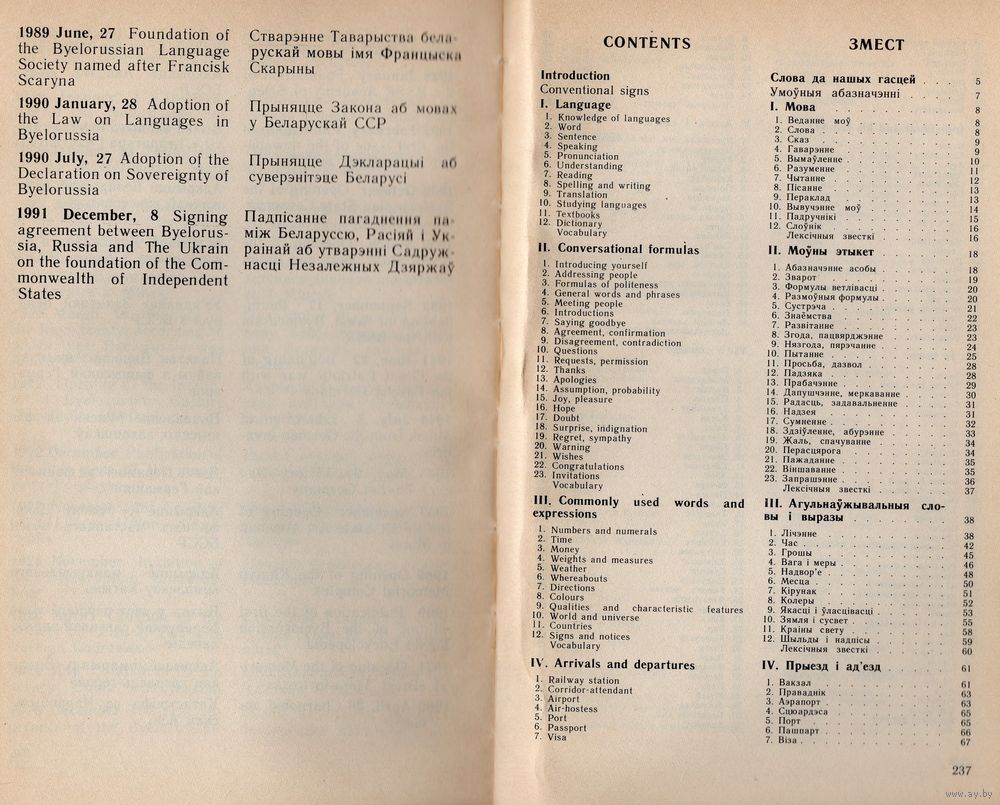 1989 June, 27 Foundation of
the Byelorussian Language
Society named after Francisk
Scaryna
Стварэнне Таварыства бела-
рускай мовы імя Францыска
Скарыны
1990 January, 28 Adoption of
the Law on Languages in
Byelorussia
Прыняцце Закона аб мовах
у Беларускай ССР
1990 July, 27 Adoption of the
Declaration on Sovereignty of
Byelorussia
Прыняцце Дэкларацыі аб
суверэнітэце Беларусі
1991 December, 8 Signing
agreement between Byelorus-
sia, Russia and The Ukrain
on the foundation of the Com-
monwealth of Independent
States
Падпісанне пагаднення па-
між Беларуссю, Расіяй і Ук-
раінай аб утварэнні Садруж-
насці Незалежных Дзяржаў
CONTENTS
Introduction
Conventional signs
I. Language
1. Knowledge of languages
2. Word
3. Sentence
4. Speaking
5. Pronunciation
6. Understanding
7. Reading
8. Spelling and writing
9. Translation
10. Studying languages
11. Textbooks
12. Dictionary
Vocabulary
II. Conversational formulas
1. Introducing yourself
2. Addressing people
3. Formulas of politeness
4. General words and phrases
5. Meeting people
6. Introductions
7. Saying goodbye
8. Agreement, confirmation
9. Disagreement, contradiction
10. Questions
11. Requests, permission
12. Thanks
13. Apologies
14. Assumption, probability
15. Joy, pleasure
16. Hope
17. Doubt
18. Surprise, indignation
19. Regret, sympathy
20. Warning
21. Wishes
22. Congratulations
23. Invitations
Vocabulary
III. Commonly used words and
expressions
1. Numbers and numerals
2. Time
3. Money
4. Weights and measures
5. Weather
6. Whereabouts
7. Directions
8. Colours
9. Qualities and characteristic features
10. World and universe
11. Countries
12. Signs and notices
Vocabulary
IV. Arrivals and departures
1. Railway station
2. Corridor-attendant
3. Airport
4. Air-hostess
5. Port
6. Passport
7. Visa
ЗМЕСТ
Слова да нашых гасцей . . . 5
Умоўныя абазначэнні . . . . 7
I. Мова . . . . . . . . . 8
1. Веданне моў . . . . . . . 8
2. Слова . . . . . . . . . 8
3. Сказ . . . . . . . . . 9
4. Гаварэнне . . . . . . . 9
5. Вымаўленне . . . . . . . 10
6. Разуменне . . . . . . . 11
7. Чытанне . . . . . . . . 12
8. Пісанне . . . . . . . . 13
9. Пераклад . . . . . . . 13
10. Вывучэнне моў . . . . . . 14
11. Падручнікі . . . . . . . 15
12. Слоўнік . . . . . . . . 16
Лексічныя звесткі . . . . . 16
II. Моўны этыкет . . . . . . 18
1. Абазначэнне асобы . . . . . 18
2. Зварот . . . . . . . . 19
3. Формулы ветлівасці . . . . . 20
4. Размоўныя формулы . . . . . 20
5. Сустрэча . . . . . . . 21
6. Знаёмства . . . . . . . 22
7. Развітанне . . . . . . . 23
8. Згода, пацвярджэнне . . . . . 23
9. Нязгода, пярэчанне . . . . . 24
10. Пытанне . . . . . . . . 25
11. Просьба, дазвол . . . . . . 28
12. Падзяка . . . . . . . . 28
13. Прабачэнне . . . . . . . 29
14. Дапушчэнне, меркаванне . . . . 30
15. Радасць, задавальненне . . . . 31
16. Надзея . . . . . . . . 31
17. Сумненне . . . . . . . . 32
18. Здзіўленне, абурэнне . . . . . 33
19. Жаль, спачуванне . . . . . 34
20. Перасцярога . . . . . . . 34
21. Пажаданне . . . . . . . 35
22. Віншаванне . . . . . . . 35
23. Запрашэнне . . . . . . . 36
Лексічныя звесткі . . . . . 37
III. Агульнаўжывальныя сло-
вы і выразы . . . . . . . 38
1. Лічэнне . . . . . . . . 38
2. Час . . . . . . . . . 42
3. Грошы . . . . . . . . 45
4. Вага і меры . . . . . . . 46
5. Надвор'е . . . . . . . . 48
6. Месца . . . . . . . . 50
7. Кірунак . . . . . . . . 51
8. Колеры . . . . . . . . 52
9. Якасці і ўласцівасці . . . . . 53
10. Зямля і сусвет . . . . . . 55
11. Краіны свету . . . . . . 58
12. Шыльды і надпісы . . . . . 59
Лексічныя звесткі . . . . . 60
IV. Прыезд і ад'езд . . . . . 61
1. Вакзал . . . . . . . . 61
2. Праваднік . . . . . . . 63
3. Аэрапорт . . . . . . . 63
4. Сцюардэса . . . . . . . 65
5. Порт . . . . . . . . . 65
6. Пашпарт . . . . . . . . 66
7. Віза . . . . . . . . . 67
237
www.ay.by